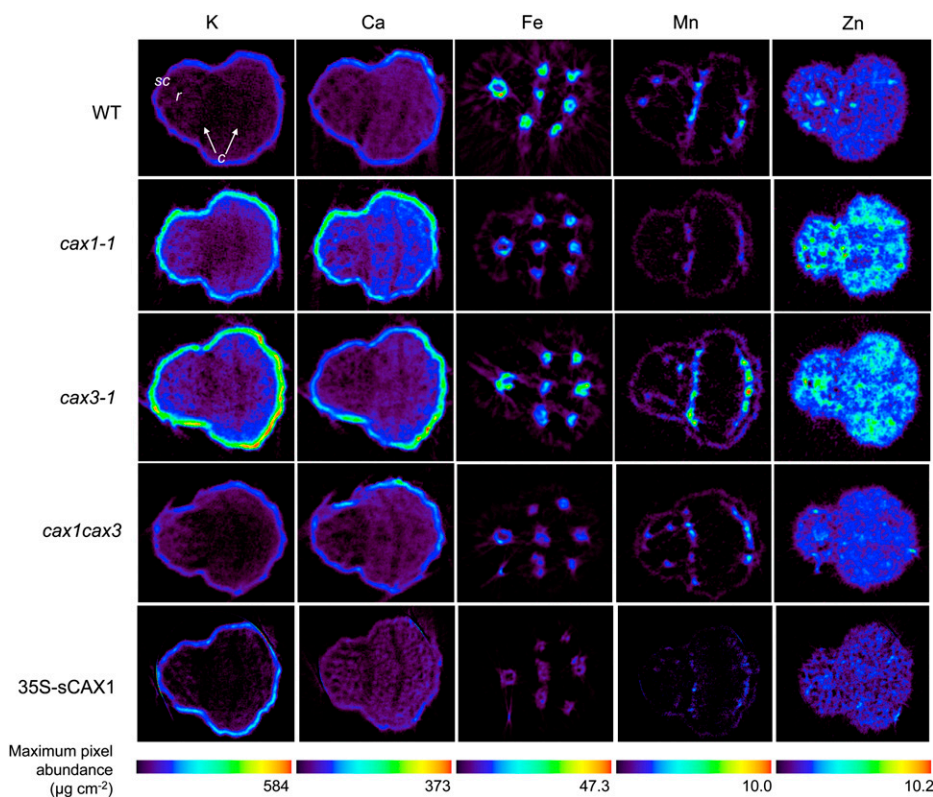 K Ca Fe Mn Zn
WT
sc
r
c
cax1-1
cax3-1
cax1cax3
35S-sCAX1
Maximum pixel
abundance
(µg cm⁻²)
584 373 47.3 10.0 10.2